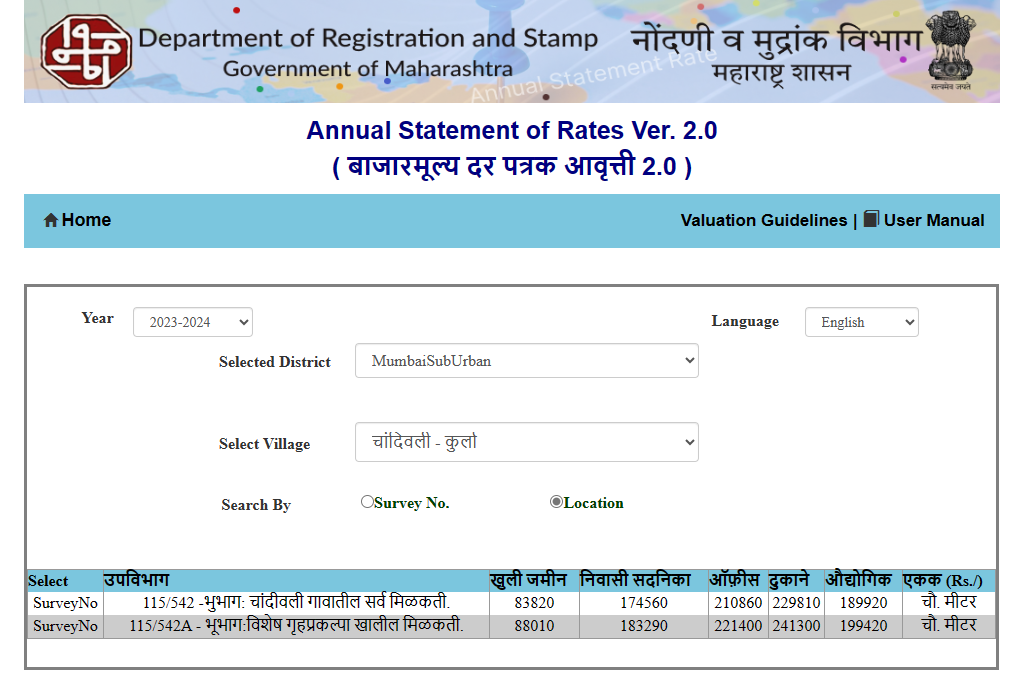 Department of Registration and Stamp
Government of Maharashtra
नोंदणी व मुद्रांक विभाग
महाराष्ट्र शासन
सत्यमेव जयते
Annual Statement Rate
Annual Statement of Rates Ver. 2.0
( बाजारमूल्य दर पत्रक आवृत्ती 2.0 )
Home Valuation Guidelines | User Manual
Year 2023-2024 Language English
Selected District MumbaiSubUrban
Select Village चांदिवली - कुर्ला
Search By Survey No. Location
Select उपविभाग खुली जमीन निवासी सदनिका ऑफ़ीस दुकाने औद्योगिक एकक (Rs./)
SurveyNo 115/542 -भुभाग: चांदीवली गावातील सर्व मिळकती. 83820 174560 210860 229810 189920 चौ. मीटर
SurveyNo 115/542A - भूभाग:विशेष गृहप्रकल्पा खालील मिळकती. 88010 183290 221400 241300 199420 चौ. मीटर